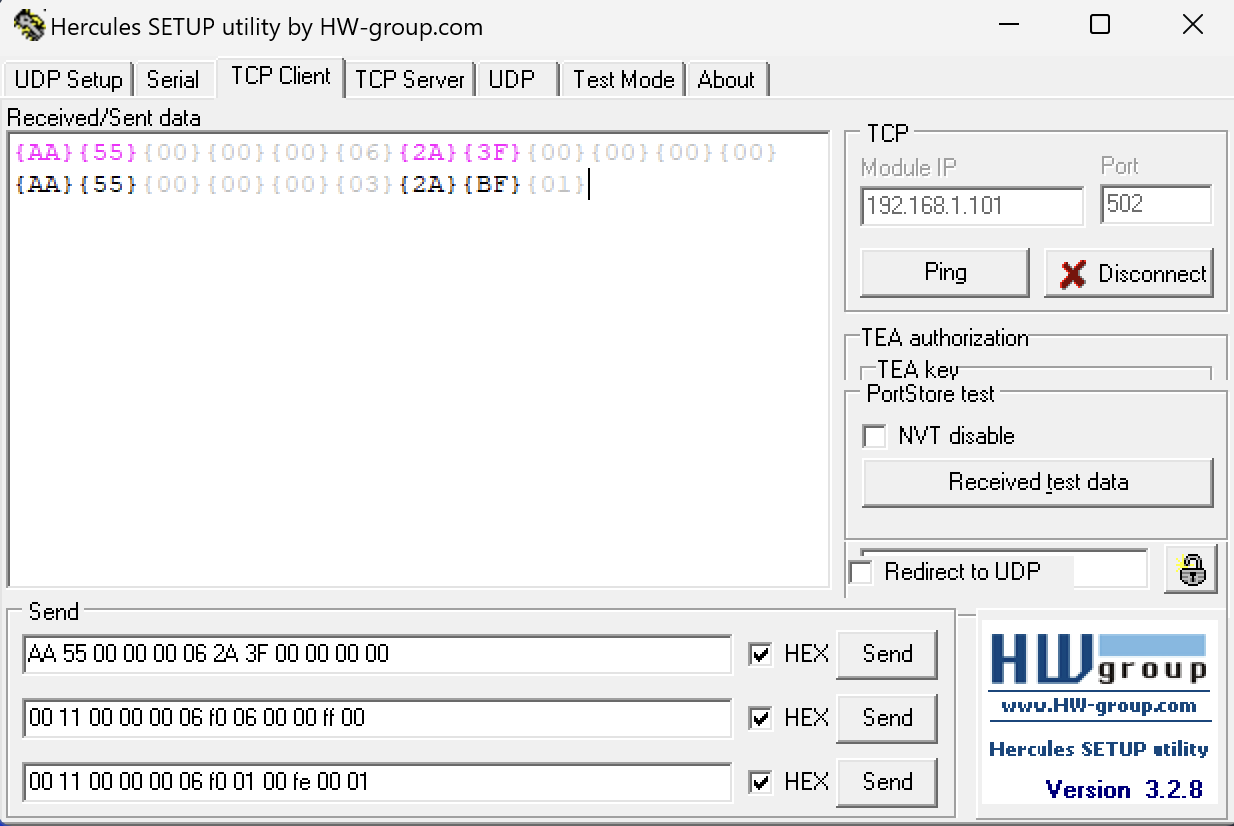 Hercules SETUP utility by HW-group.com
UDP Setup Serial TCP Client TCP Server UDP Test Mode About
Received/Sent data
{AA}{55}{00}{00}{00}{06}{2A}{3F}{00}{00}{00}{00}
{AA}{55}{00}{00}{00}{03}{2A}{BF}{01}
TCP
Module IP Port
192.168.1.101 502
Ping Disconnect
TEA authorization
TEA key
PortStore test
NVT disable
Received test data
Redirect to UDP
Send
AA 55 00 00 00 06 2A 3F 00 00 00 00 HEX Send
00 11 00 00 00 06 f0 06 00 00 ff 00 HEX Send
00 11 00 00 00 06 f0 01 00 fe 00 01 HEX Send
HW group
www.HW-group.com
Hercules SETUP utility
Version 3.2.8